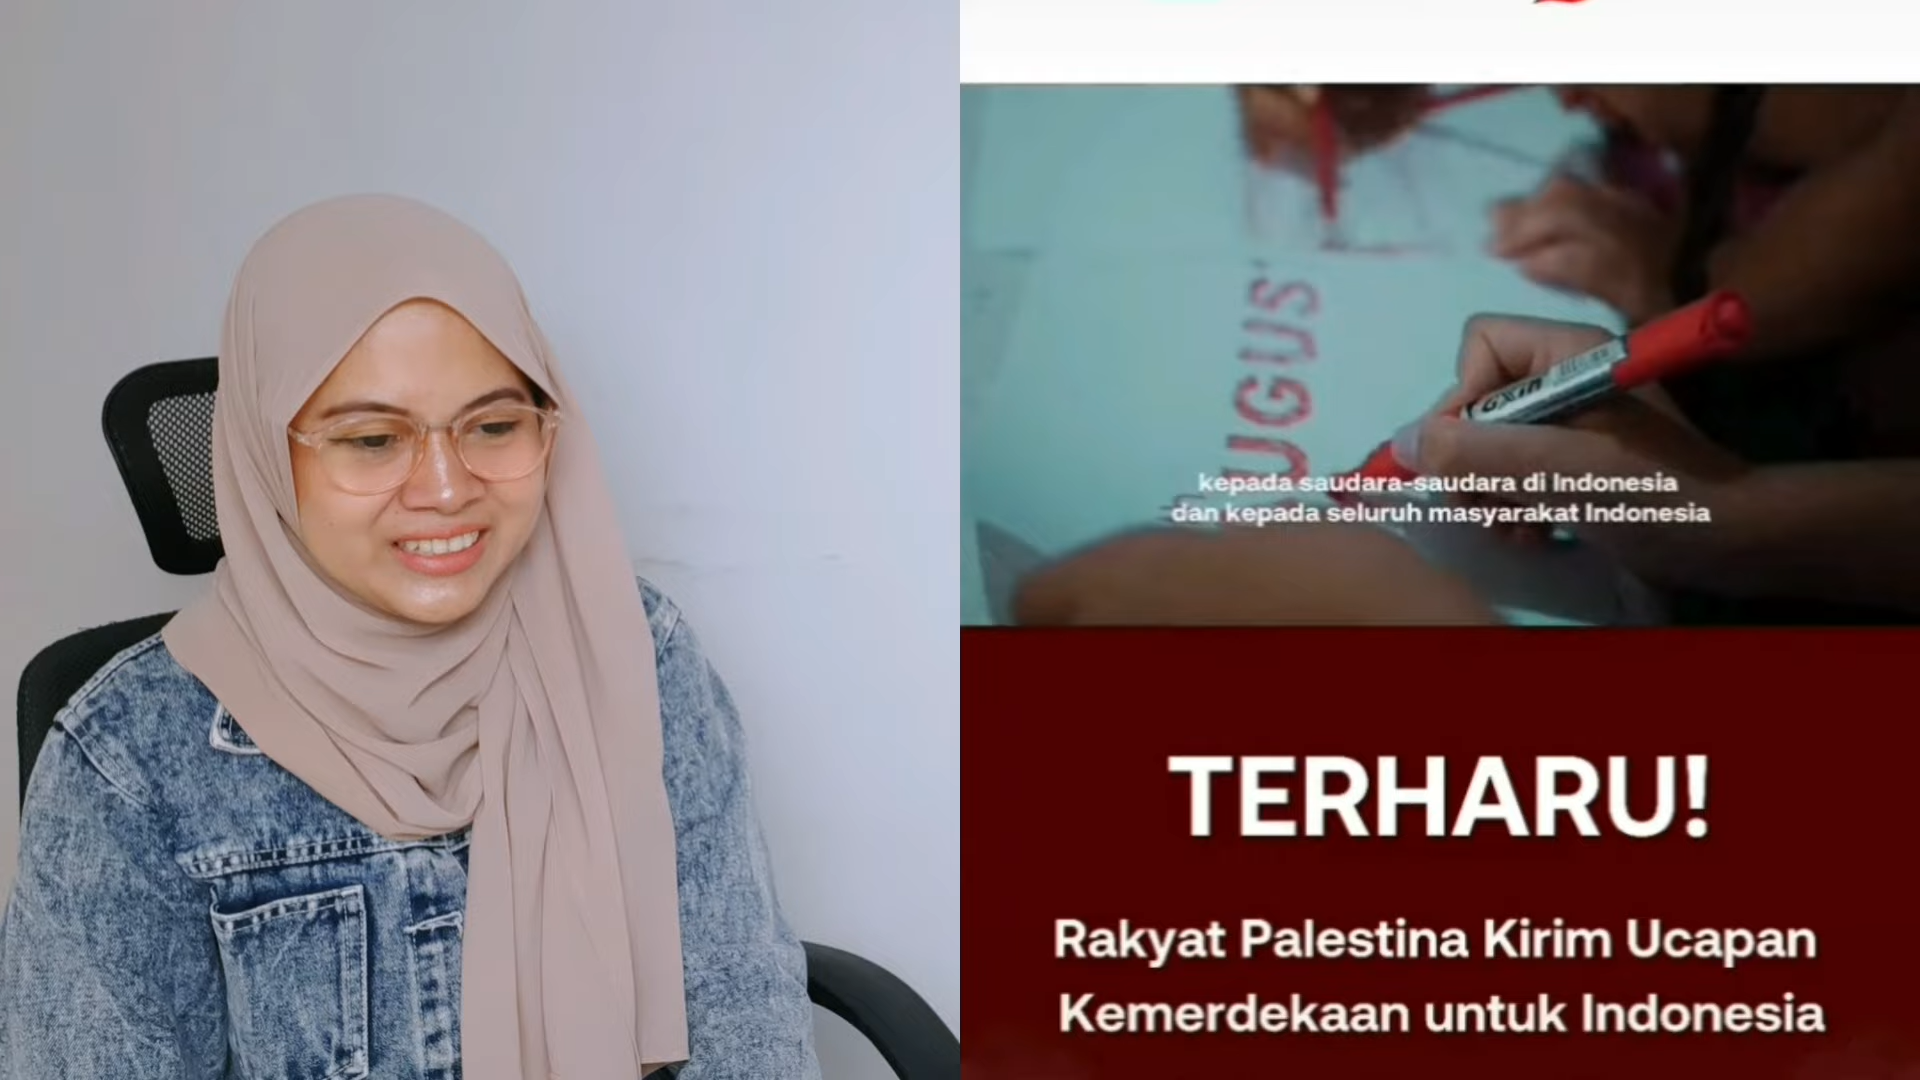 UGUS
GXIN
kepada saudara-saudara di Indonesia
dan kepada seluruh masyarakat Indonesia
TERHARU!
Rakyat Palestina Kirim Ucapan
Kemerdekaan untuk Indonesia